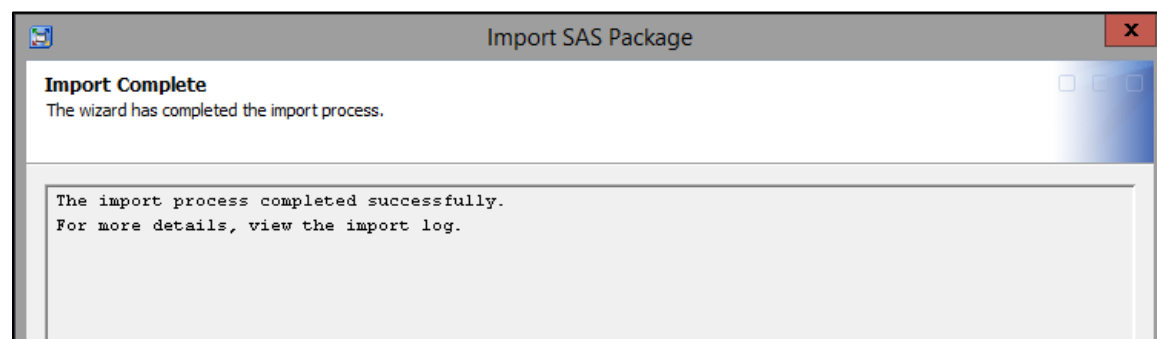 Import SAS Package
x
Import Complete
The wizard has completed the import process.
The import process completed successfully.
For more details, view the import log.